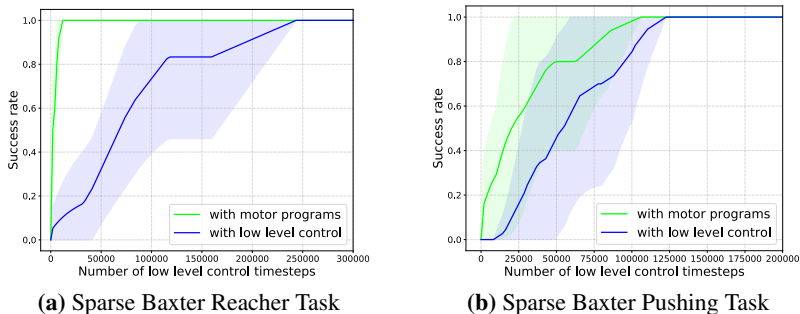 1.0
0.8
0.6
0.4
0.2
0.0
Success rate
with motor programs
with low level control
0 50000 100000 150000 200000 250000 300000
Number of low level control timesteps
(a) Sparse Baxter Reacher Task
1.0
0.8
0.6
0.4
0.2
0.0
Success rate
with motor programs
with low level control
0 25000 50000 75000 100000 125000 150000 175000 200000
Number of low level control timesteps
(b) Sparse Baxter Pushing Task